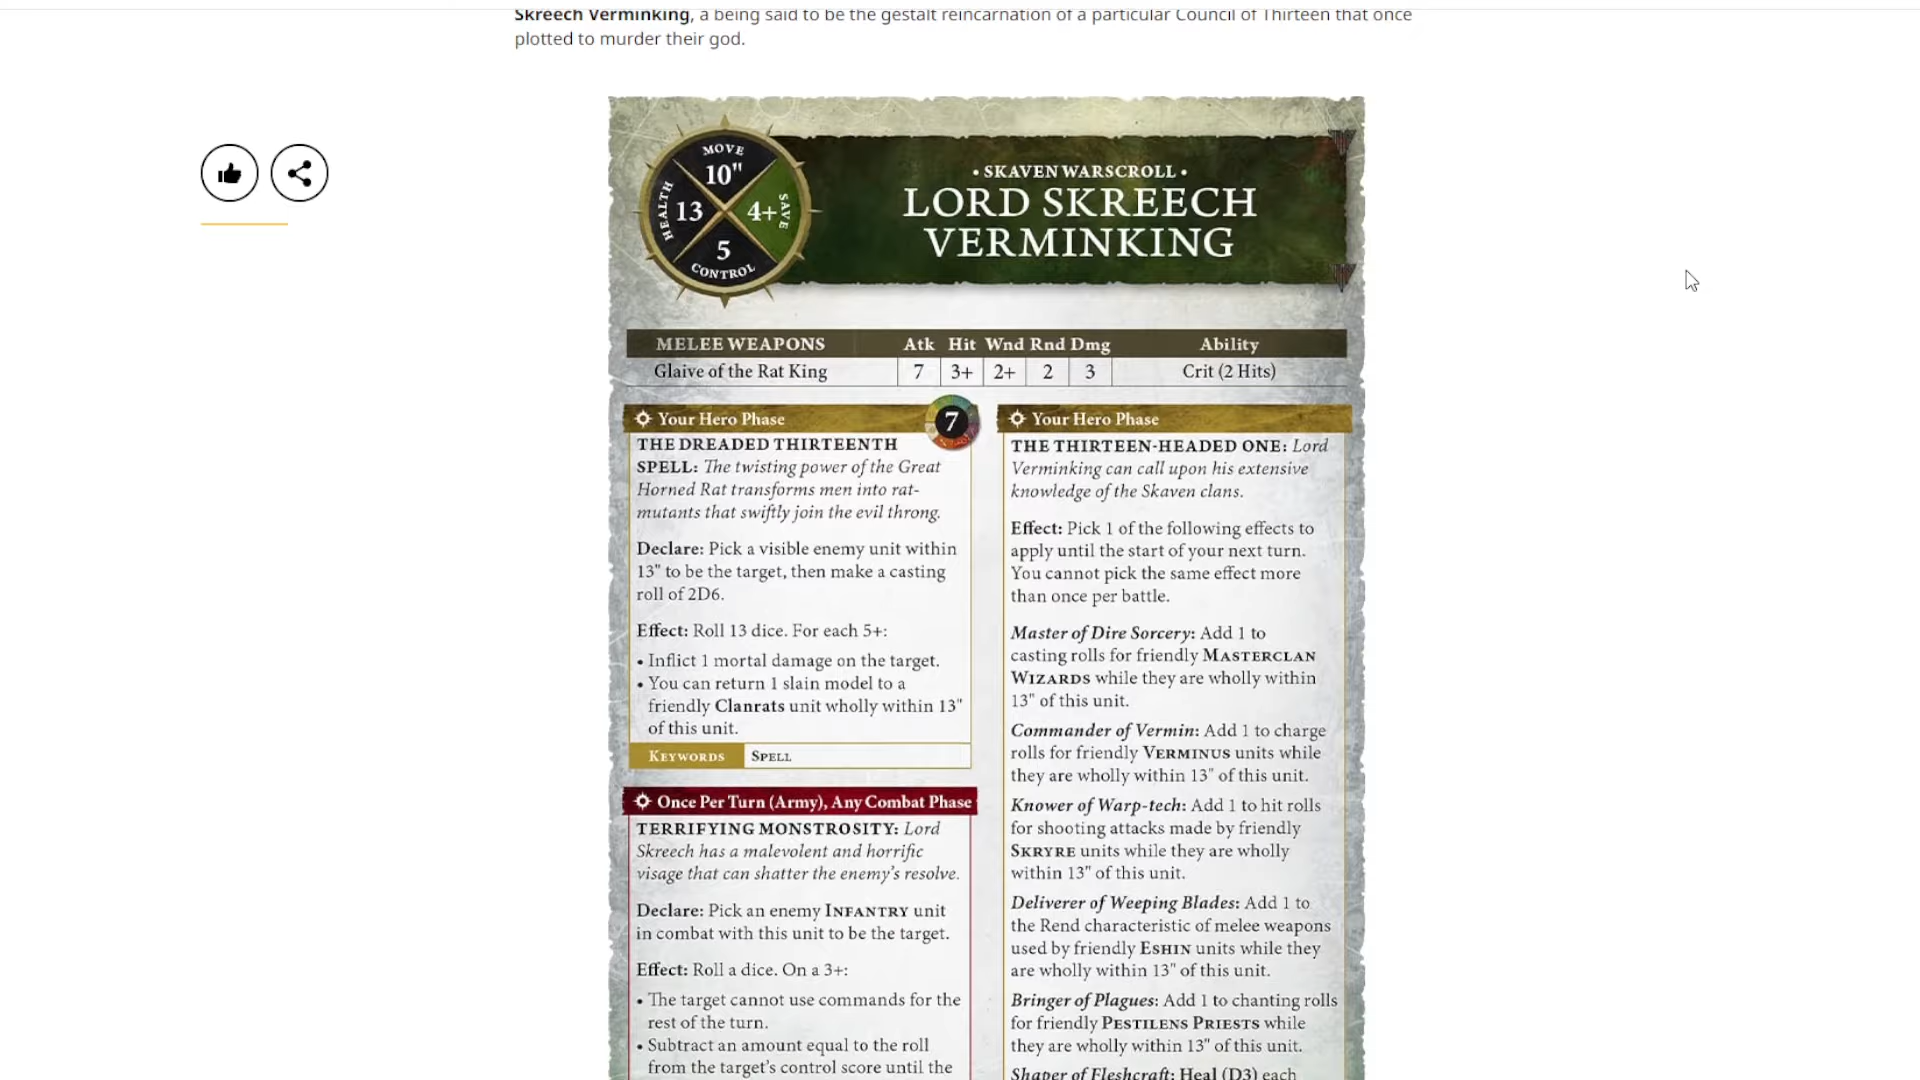 Skreech Verminking, a being said to be the gestalt reincarnation of a particular Council of Thirteen that once
plotted to murder their god.
MOVE
10"
HEALTH
13
4+
SAVE
5
CONTROL
• SKAVEN WARSCROLL •
LORD SKREECH
VERMINKING
MELEE WEAPONS Atk Hit Wnd Rnd Dmg Ability
Glaive of the Rat King 7 3+ 2+ 2 3 Crit (2 Hits)
Your Hero Phase
7
THE DREADED THIRTEENTH
SPELL: The twisting power of the Great
Horned Rat transforms men into rat-
mutants that swiftly join the evil throng.
Declare: Pick a visible enemy unit within
13" to be the target, then make a casting
roll of 2D6.
Effect: Roll 13 dice. For each 5+:
• Inflict 1 mortal damage on the target.
• You can return 1 slain model to a
friendly Clanrats unit wholly within 13"
of this unit.
KEYWORDS SPELL
Once Per Turn (Army), Any Combat Phase
TERRIFYING MONSTROSITY: Lord
Skreech has a malevolent and horrific
visage that can shatter the enemy's resolve.
Declare: Pick an enemy INFANTRY unit
in combat with this unit to be the target.
Effect: Roll a dice. On a 3+:
• The target cannot use commands for the
rest of the turn.
• Subtract an amount equal to the roll
from the target's control score until the
Your Hero Phase
THE THIRTEEN-HEADED ONE: Lord
Verminking can call upon his extensive
knowledge of the Skaven clans.
Effect: Pick 1 of the following effects to
apply until the start of your next turn.
You cannot pick the same effect more
than once per battle.
Master of Dire Sorcery: Add 1 to
casting rolls for friendly MASTERCLAN
WIZARDS while they are wholly within
13" of this unit.
Commander of Vermin: Add 1 to charge
rolls for friendly VERMINUS units while
they are wholly within 13" of this unit.
Knower of Warp-tech: Add 1 to hit rolls
for shooting attacks made by friendly
SKRYRE units while they are wholly
within 13" of this unit.
Deliverer of Weeping Blades: Add 1 to
the Rend characteristic of melee weapons
used by friendly ESHIN units while they
are wholly within 13" of this unit.
Bringer of Plagues: Add 1 to chanting rolls
for friendly PESTILENS PRIESTS while
they are wholly within 13" of this unit.
Shaper of Fleshcraft: Heal (D3) each